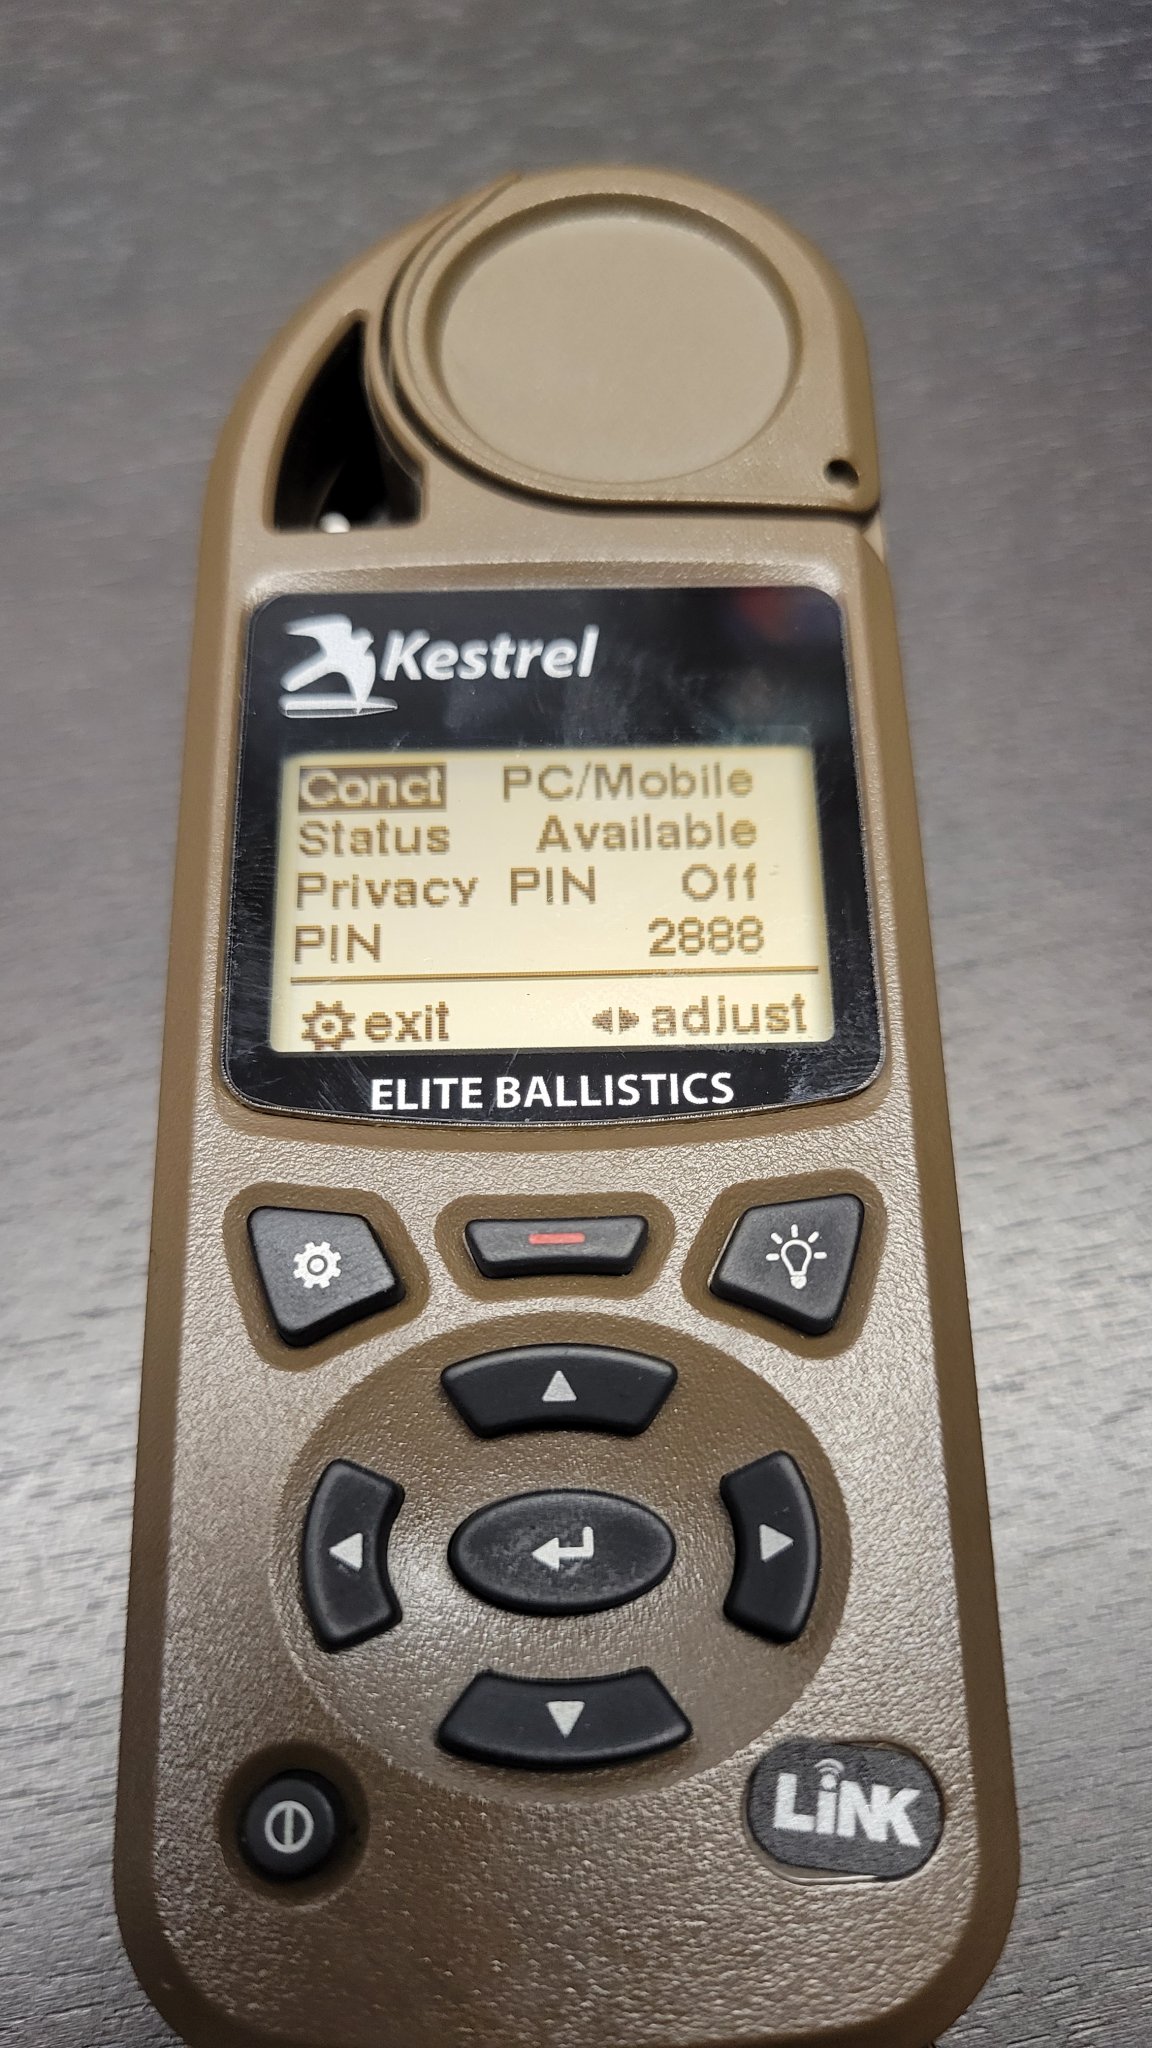 Kestrel
Conct PC/Mobile
Status Available
Privacy PIN Off
PIN 2888
exit adjust
ELITE BALLISTICS
LiNK